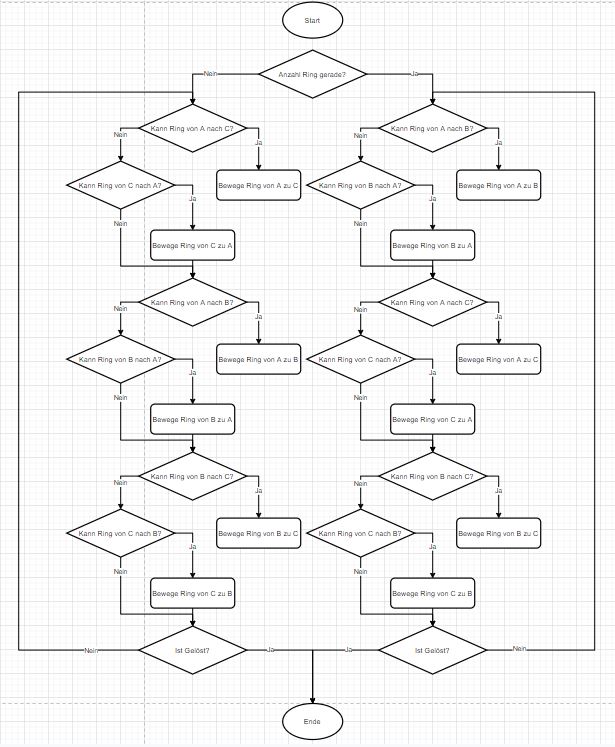 Start
Anzahl Ring gerade?
Nein
Ja
Kann Ring von A nach C?
Kann Ring von A nach B?
Nein
Ja
Nein
Ja
Kann Ring von C nach A?
Bewege Ring von A zu C
Kann Ring von B nach A?
Bewege Ring von A zu B
Ja
Ja
Nein
Nein
Bewege Ring von C zu A
Bewege Ring von B zu A
Kann Ring von A nach B?
Kann Ring von A nach C?
Nein
Ja
Nein
Ja
Kann Ring von B nach A?
Bewege Ring von A zu B
Kann Ring von C nach A?
Bewege Ring von A zu C
Ja
Ja
Nein
Nein
Bewege Ring von B zu A
Bewege Ring von C zu A
Kann Ring von B nach C?
Kann Ring von B nach C?
Nein
Ja
Nein
Ja
Kann Ring von C nach B?
Bewege Ring von B zu C
Kann Ring von C nach B?
Bewege Ring von B zu C
Ja
Ja
Nein
Nein
Bewege Ring von C zu B
Bewege Ring von C zu B
Nein
Ist Gelöst?
Ja
Ja
Ist Gelöst?
Nein
Ende